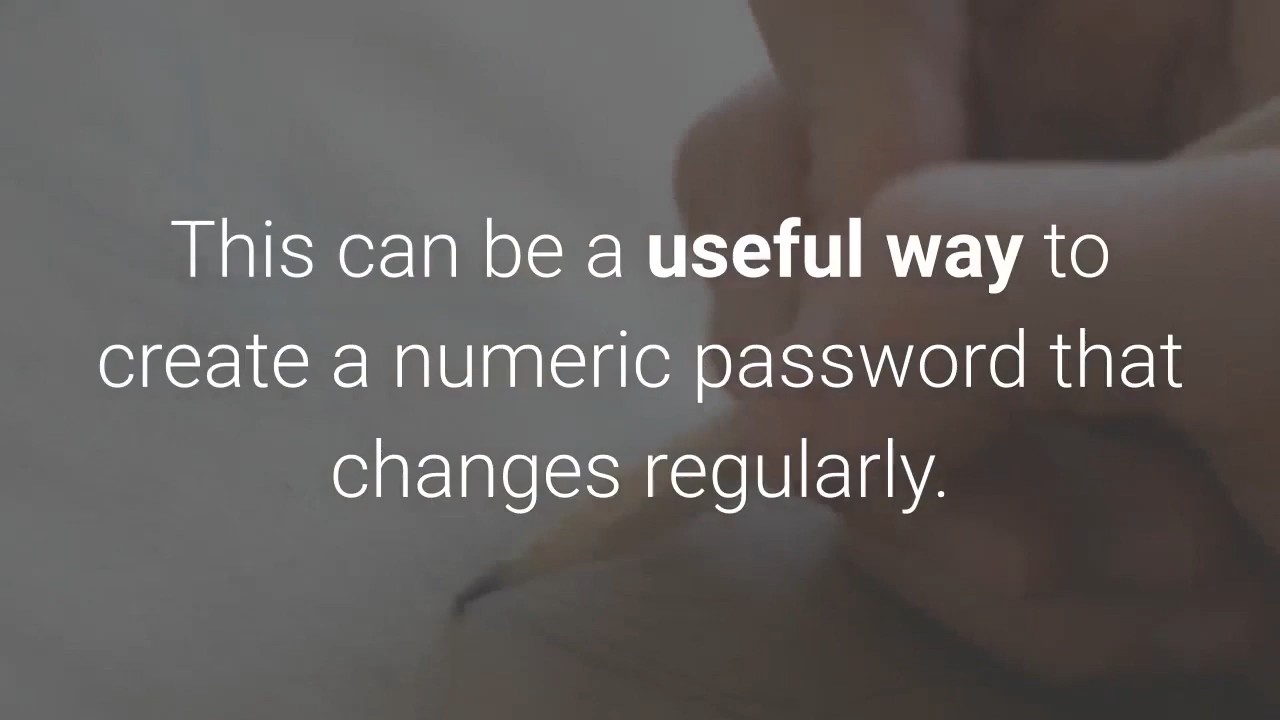 This can be a useful way to
create a numeric password that
changes regularly.